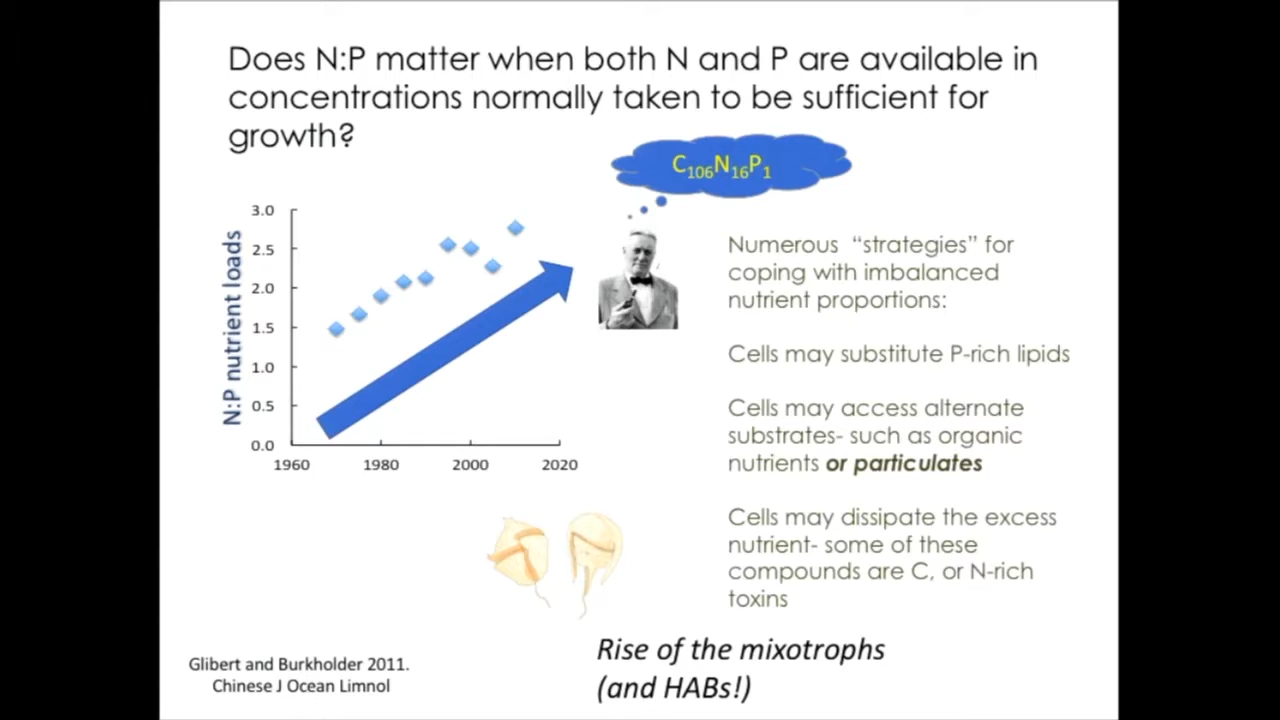 Does N:P matter when both N and P are available in
concentrations normally taken to be sufficient for
growth?
C106N16P1
N:P nutrient loads
3.0
2.5
2.0
1.5
1.0
0.5
0.0
1960
1980
2000
2020
Numerous "strategies" for
coping with imbalanced
nutrient proportions:
Cells may substitute P-rich lipids
Cells may access alternate
substrates- such as organic
nutrients or particulates
Cells may dissipate the excess
nutrient- some of these
compounds are C, or N-rich
toxins
Rise of the mixotrophs
(and HABs!)
Glibert and Burkholder 2011.
Chinese J Ocean Limnol